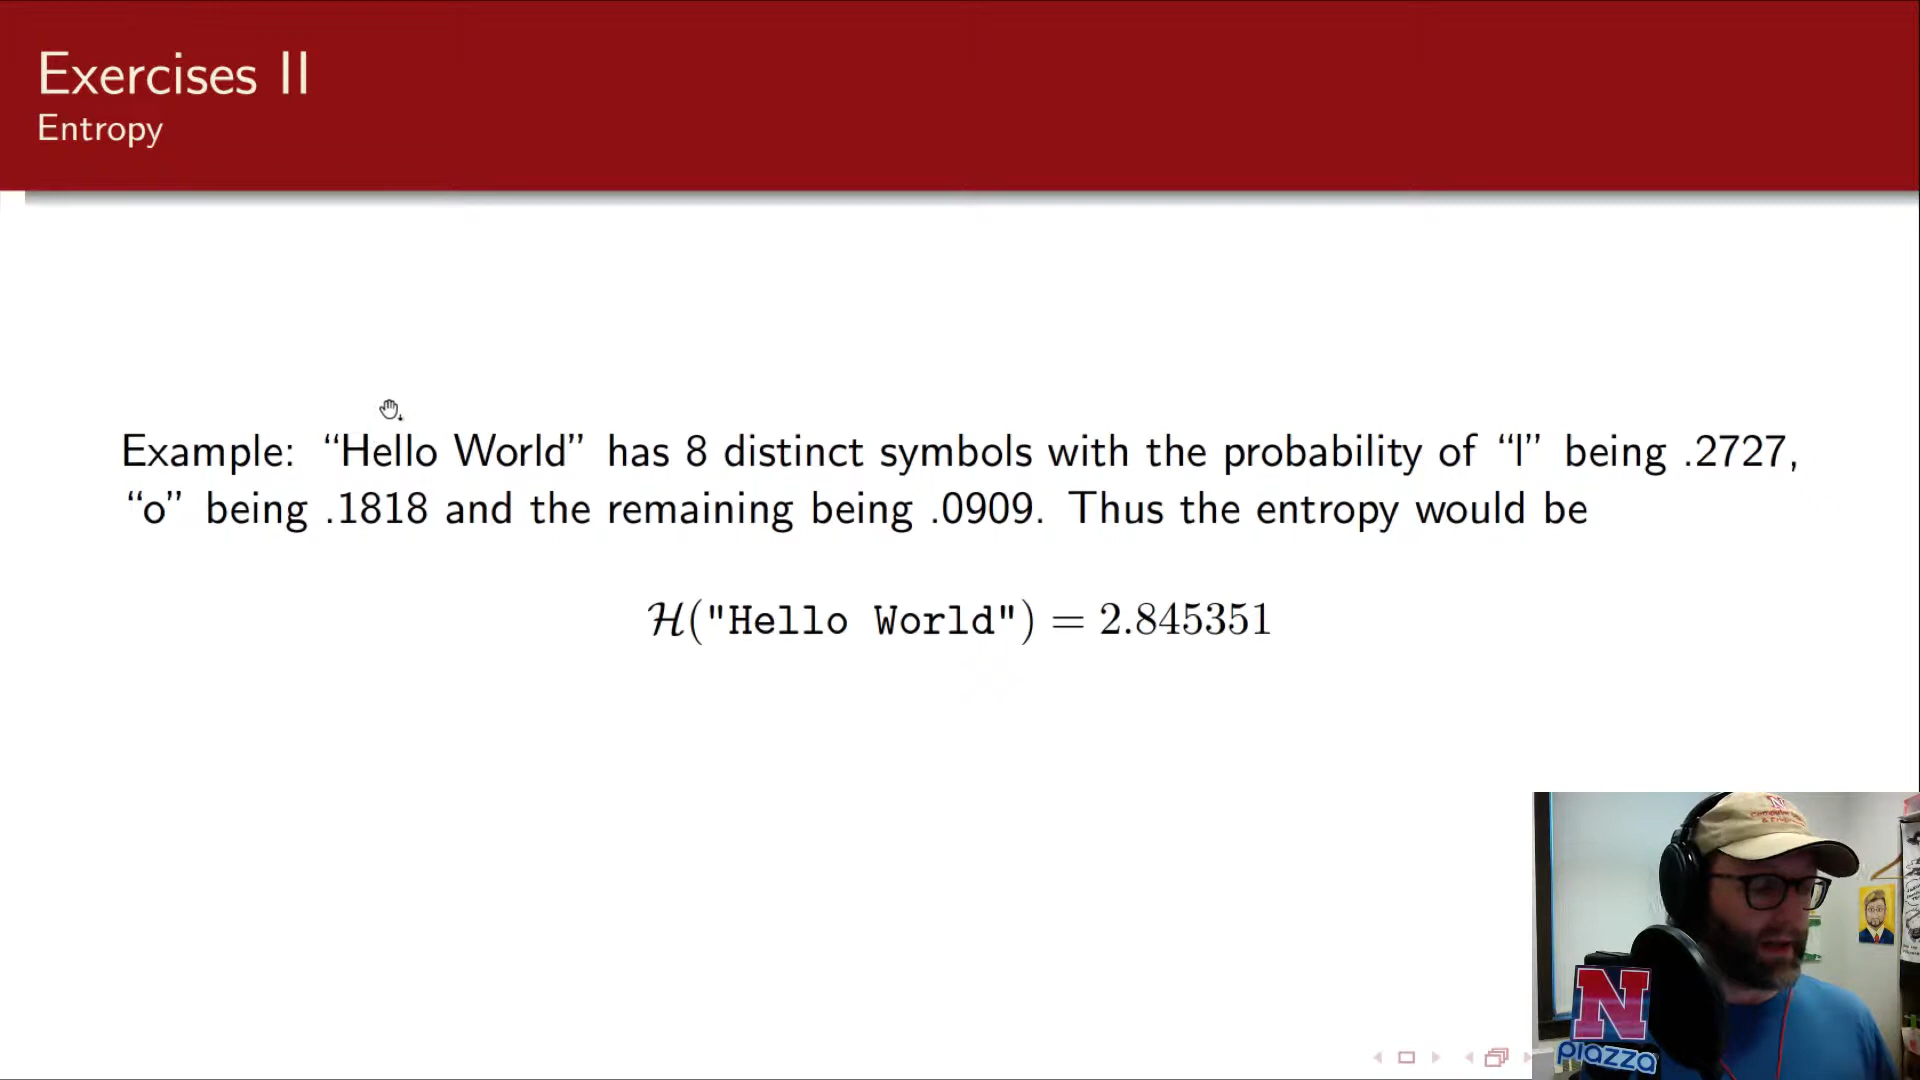 Exercises II
Entropy
Example: “Hello World” has 8 distinct symbols with the probability of “l” being .2727,
“o” being .1818 and the remaining being .0909. Thus the entropy would be
ℋ("Hello World") = 2.845351
N
piazza